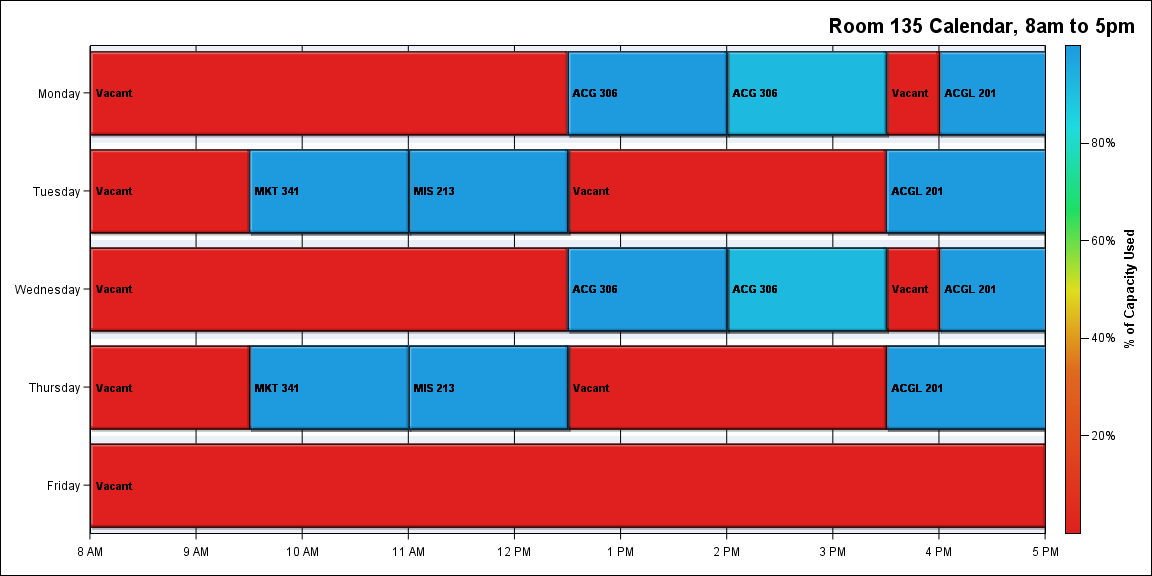 Room 135 Calendar, 8am to 5pm
Monday
Vacant
ACG 306
ACG 306
Vacant
ACGL 201
Tuesday
Vacant
MKT 341
MIS 213
Vacant
ACGL 201
Wednesday
Vacant
ACG 306
ACG 306
Vacant
ACGL 201
Thursday
Vacant
MKT 341
MIS 213
Vacant
ACGL 201
Friday
Vacant
8 AM
9 AM
10 AM
11 AM
12 PM
1 PM
2 PM
3 PM
4 PM
5 PM
80%
60%
40%
20%
% of Capacity Used